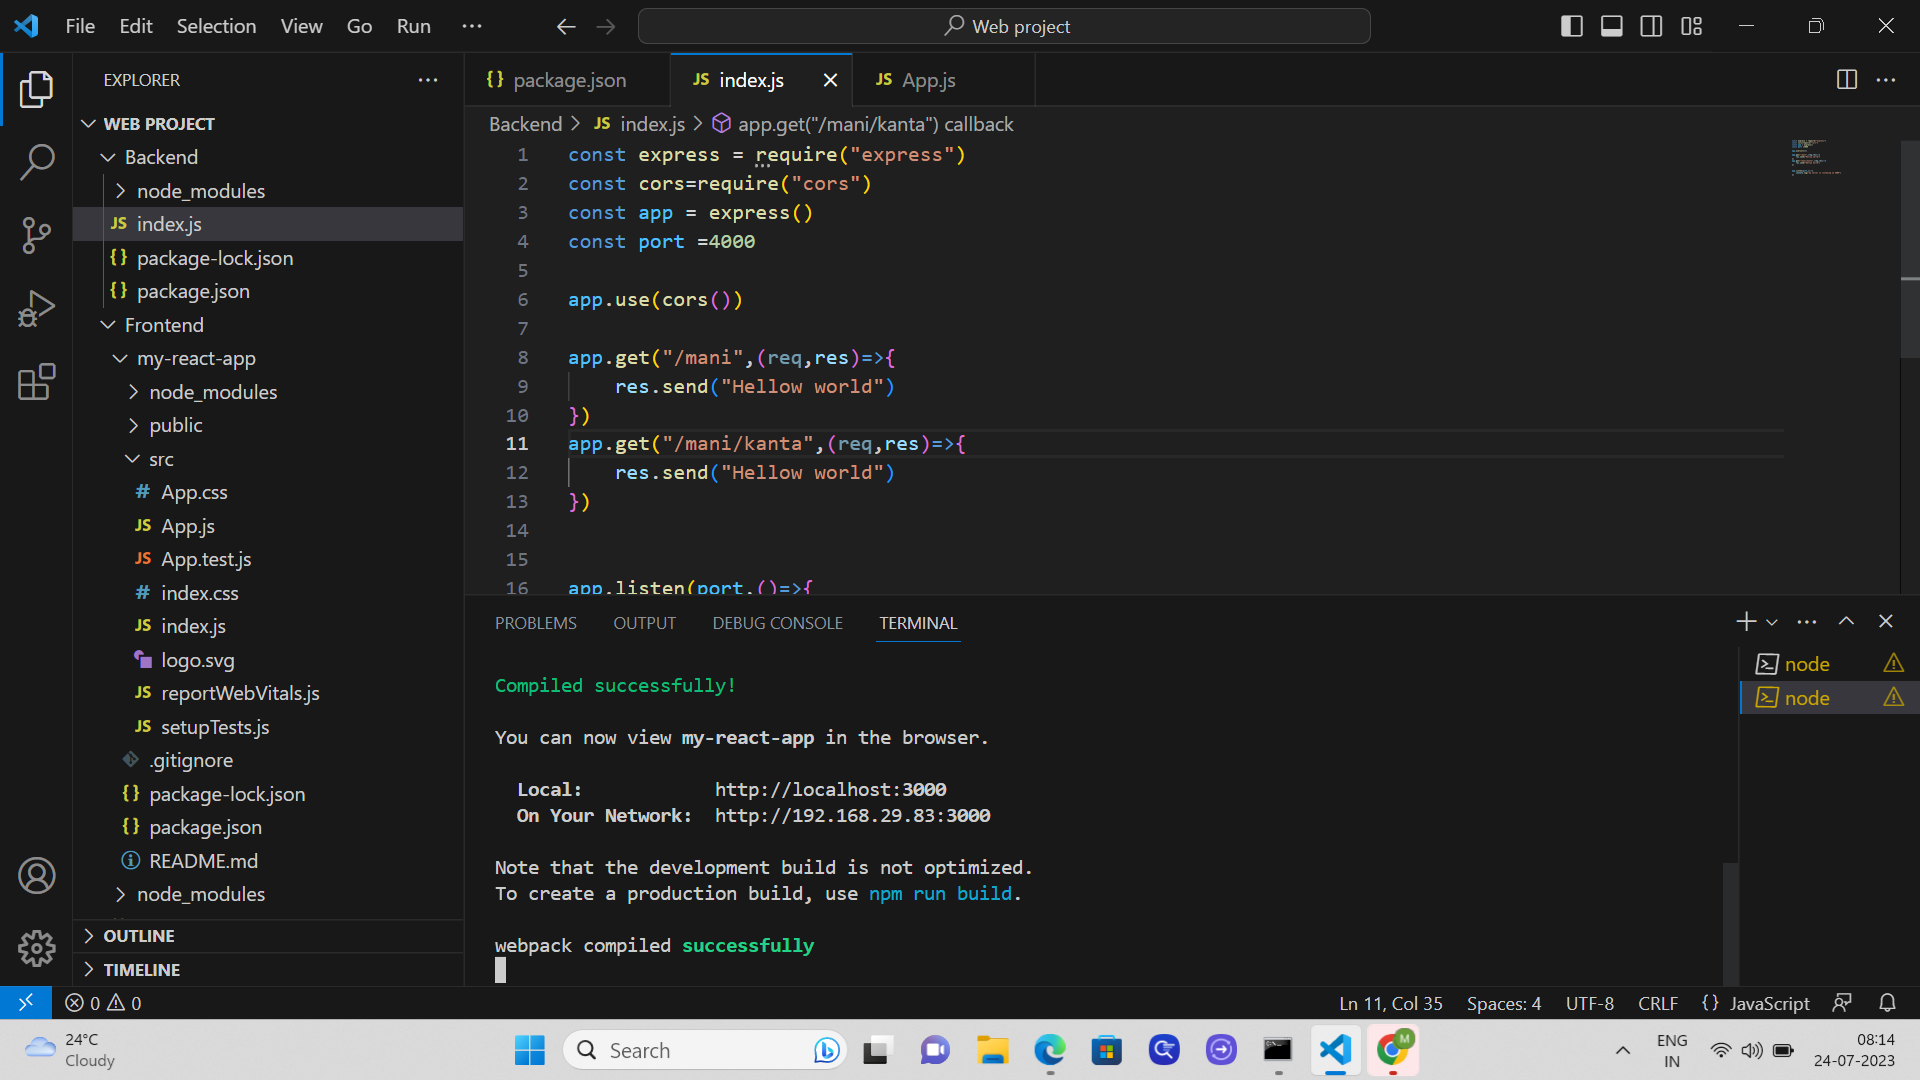 File Edit Selection View Go Run ···
Web project
EXPLORER ···
WEB PROJECT
Backend
node_modules
JS index.js
{} package-lock.json
{} package.json
Frontend
my-react-app
node_modules
public
src
# App.css
JS App.js
JS App.test.js
# index.css
JS index.js
logo.svg
JS reportWebVitals.js
JS setupTests.js
.gitignore
{} package-lock.json
{} package.json
README.md
node_modules
OUTLINE
TIMELINE
{} package.json JS index.js JS App.js
Backend > JS index.js > app.get("/mani/kanta") callback
1 const express = require("express")
2 const cors=require("cors")
3 const app = express()
4 const port =4000
5
6 app.use(cors())
7
8 app.get("/mani",(req,res)=>{
9 res.send("Hellow world")
10 })
11 app.get("/mani/kanta",(req,res)=>{
12 res.send("Hellow world")
13 })
14
15
16 app.listen(port,()=>{
PROBLEMS OUTPUT DEBUG CONSOLE TERMINAL
node
node
Compiled successfully!
You can now view my-react-app in the browser.
Local: http://localhost:3000
On Your Network: http://192.168.29.83:3000
Note that the development build is not optimized.
To create a production build, use npm run build.
webpack compiled successfully
0 0
Ln 11, Col 35 Spaces: 4 UTF-8 CRLF {} JavaScript
24°C
Cloudy
Search
M
ENG
IN
08:14
24-07-2023